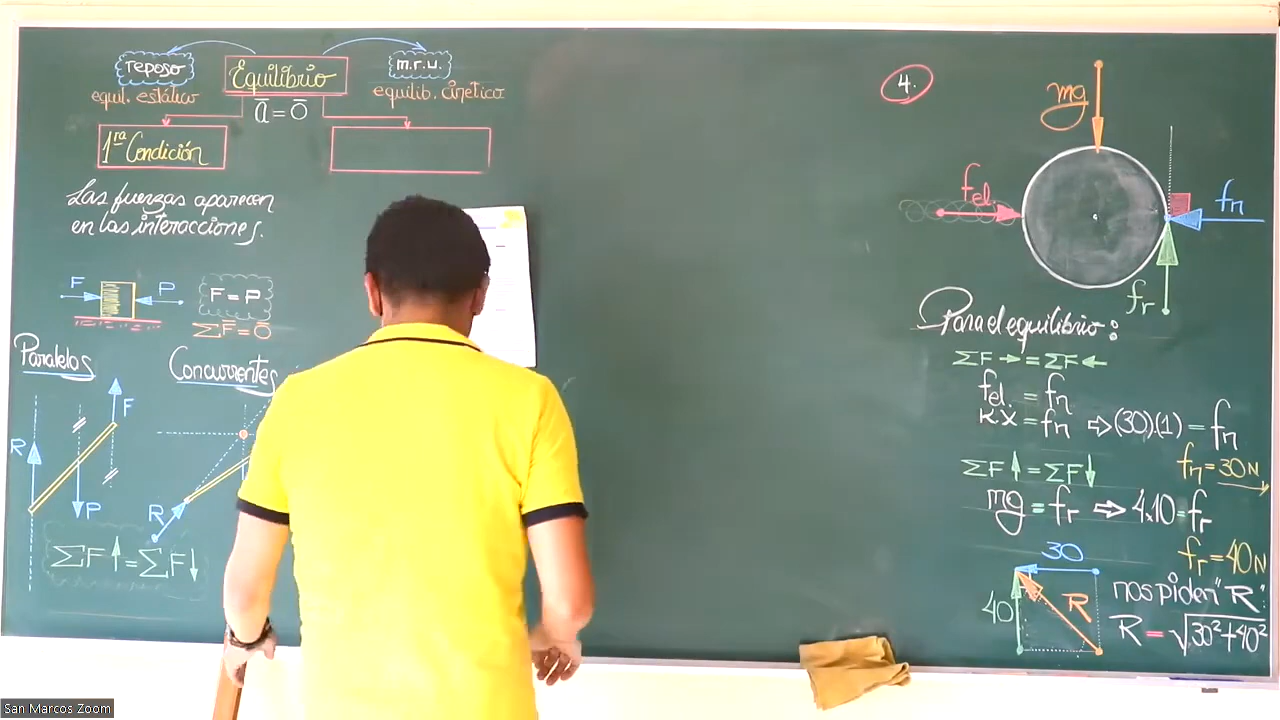 reposo
Equilibrio
m.r.u.
equil. estático
equilib. cinético
a̅ = 0̅
1ra Condición
Las fuerzas aparecen
en las interacciones.
F
P
F = P
ΣF̅ = 0̅
Paralelos
Concurrentes
F
R
P
R
ΣF↑ = ΣF↓
4.
mg
fel.
fn
fr
Para el equilibrio:
ΣF→ = ΣF←
fel. = fn
K.X = fn ⇨ (30).(1) = fn
fn = 30N
ΣF↑ = ΣF↓
mg = fr ⇨ 4x10 = fr
fr = 40N
30
40
R
nos piden "R":
R = √30²+40²
San Marcos Zoom